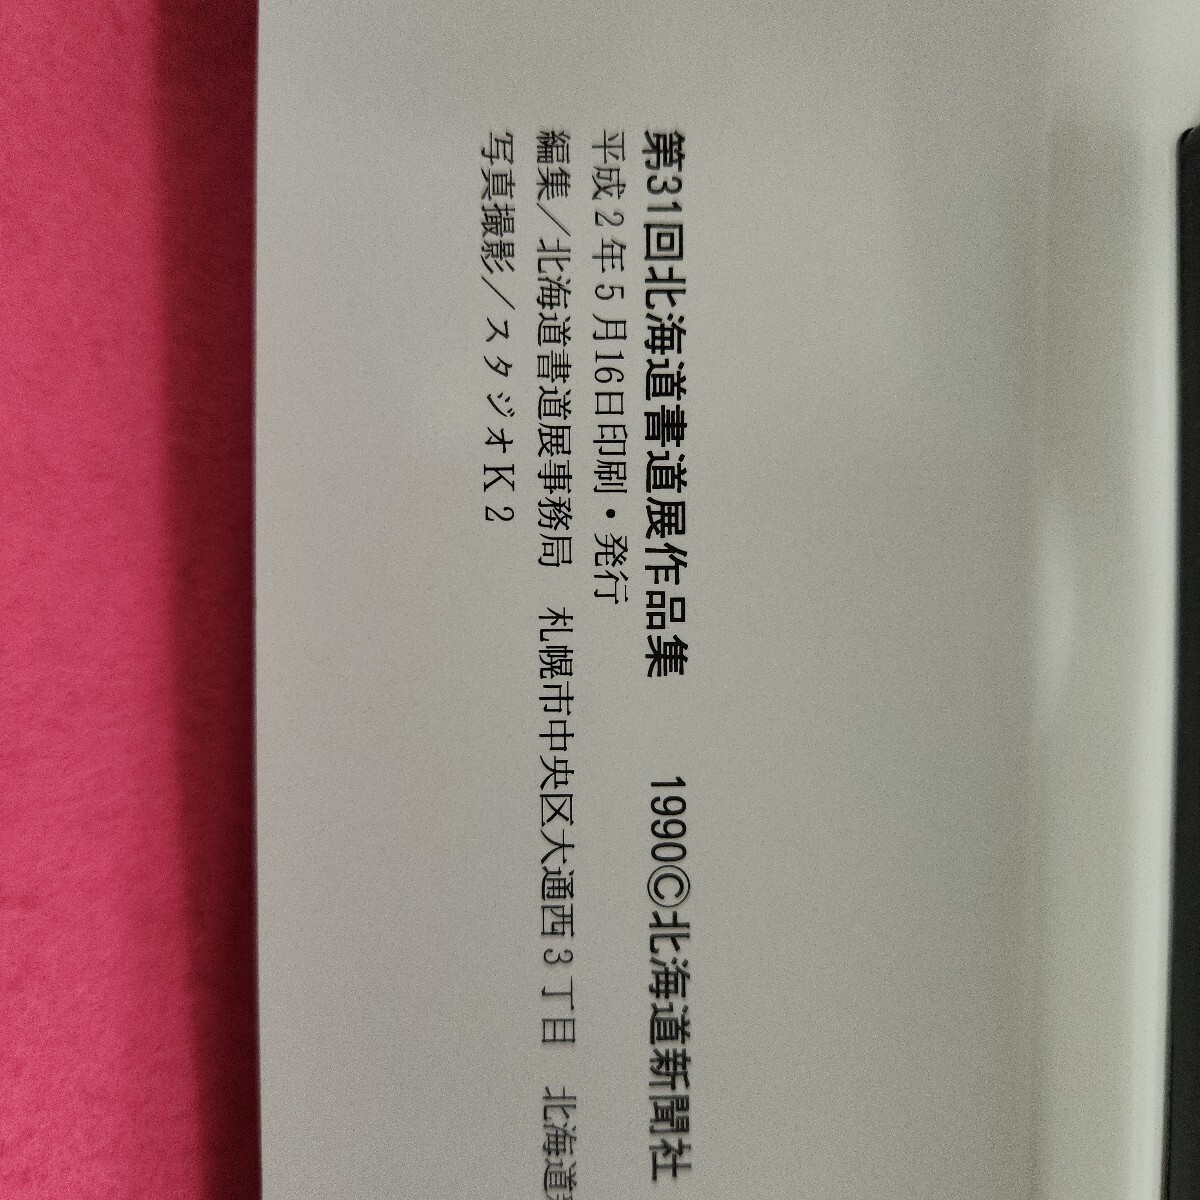 第31回北海道書道展作品集　1990©北海道新聞社
平成2年5月16日印刷・発行
編集／北海道書道展事務局　札幌市中央区大通西3丁目　北海道
写真撮影／スタジオK2